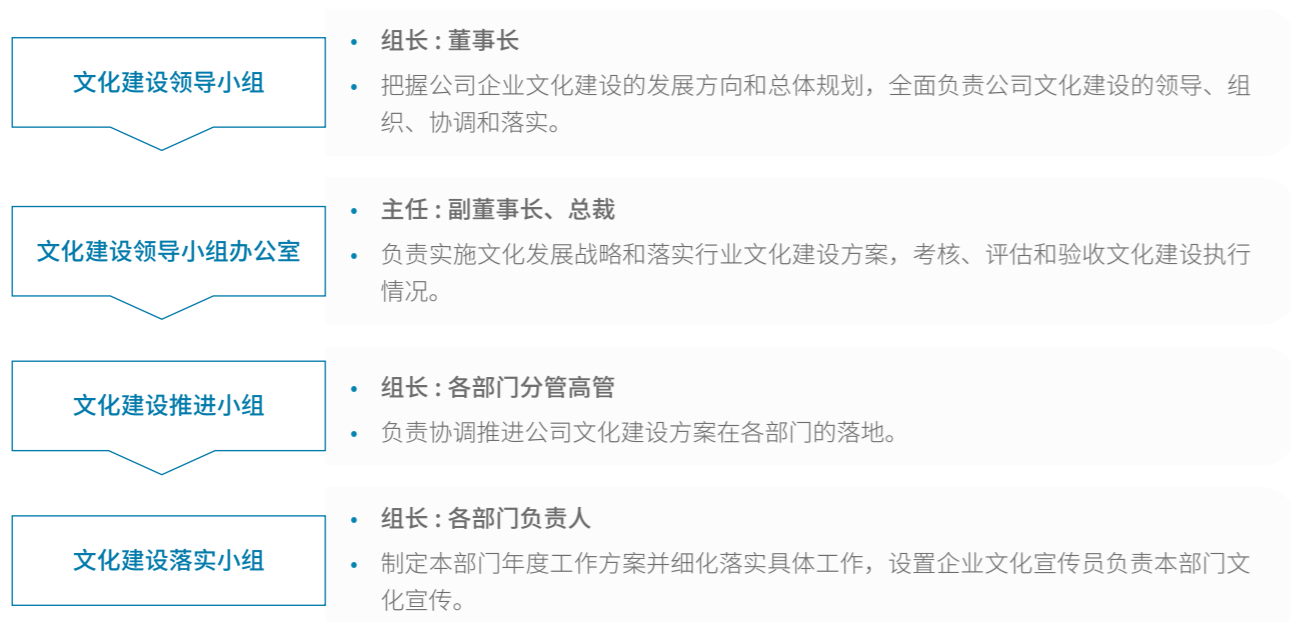 文化建设领导小组
• 组长 : 董事长
• 把握公司企业文化建设的发展方向和总体规划，全面负责公司文化建设的领导、组
织、协调和落实。
文化建设领导小组办公室
• 主任 : 副董事长、总裁
• 负责实施文化发展战略和落实行业文化建设方案，考核、评估和验收文化建设执行
情况。
文化建设推进小组
• 组长 : 各部门分管高管
• 负责协调推进公司文化建设方案在各部门的落地。
文化建设落实小组
• 组长 : 各部门负责人
• 制定本部门年度工作方案并细化落实具体工作，设置企业文化宣传员负责本部门文
化宣传。